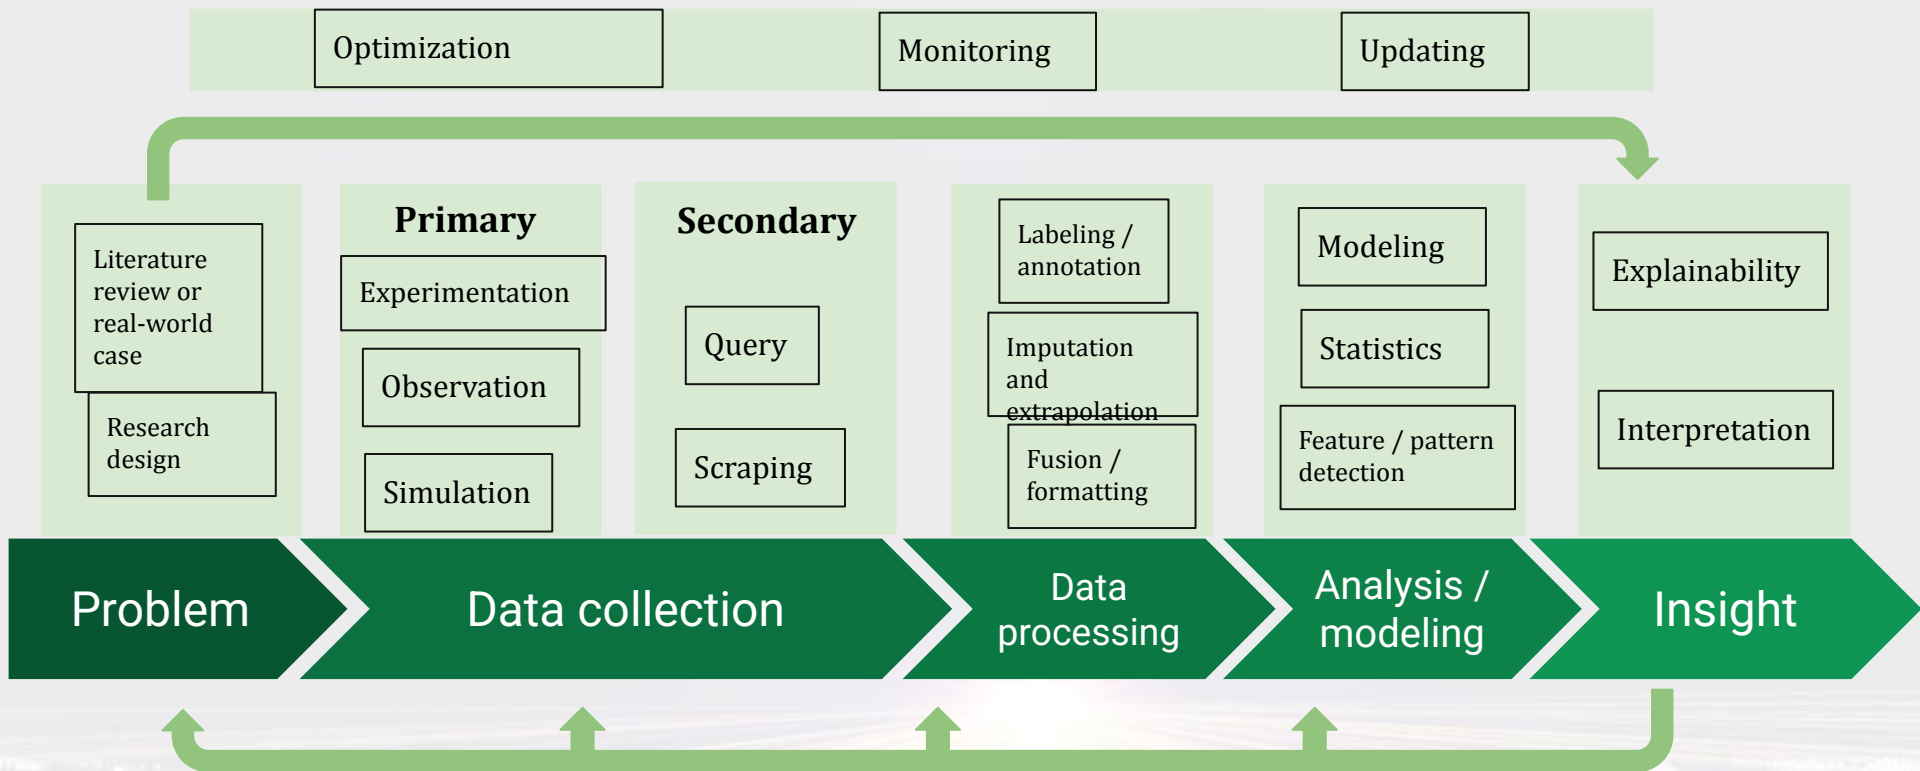 Optimization
Monitoring
Updating
Literature
review or
real-world
case
Research
design
Primary
Experimentation
Observation
Simulation
Secondary
Query
Scraping
Labeling /
annotation
Imputation
and
extrapolation
Fusion /
formatting
Modeling
Statistics
Feature / pattern
detection
Explainability
Interpretation
Problem
Data collection
Data
processing
Analysis /
modeling
Insight